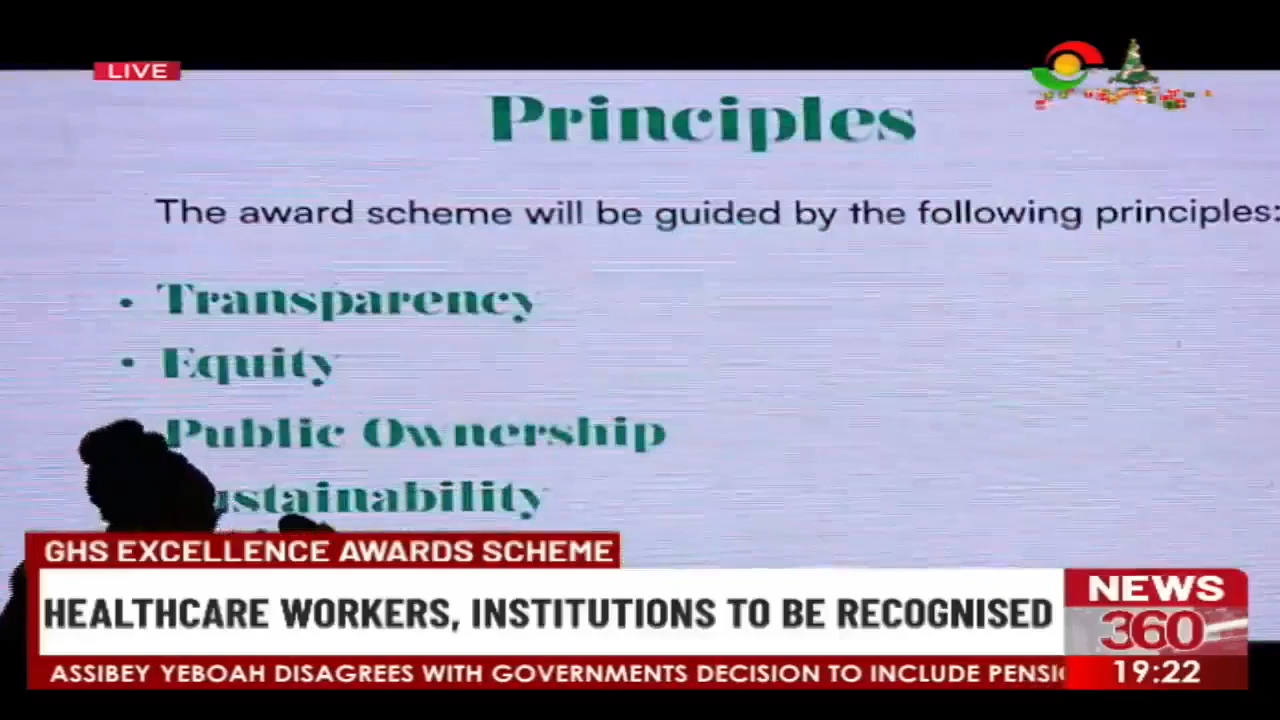 LIVE
Principles
The award scheme will be guided by the following principles:
• Transparency
• Equity
Public Ownership
ustainability
GHS EXCELLENCE AWARDS SCHEME
HEALTHCARE WORKERS, INSTITUTIONS TO BE RECOGNISED
NEWS
360
ASSIBEY YEBOAH DISAGREES WITH GOVERNMENTS DECISION TO INCLUDE PENSI
19:22